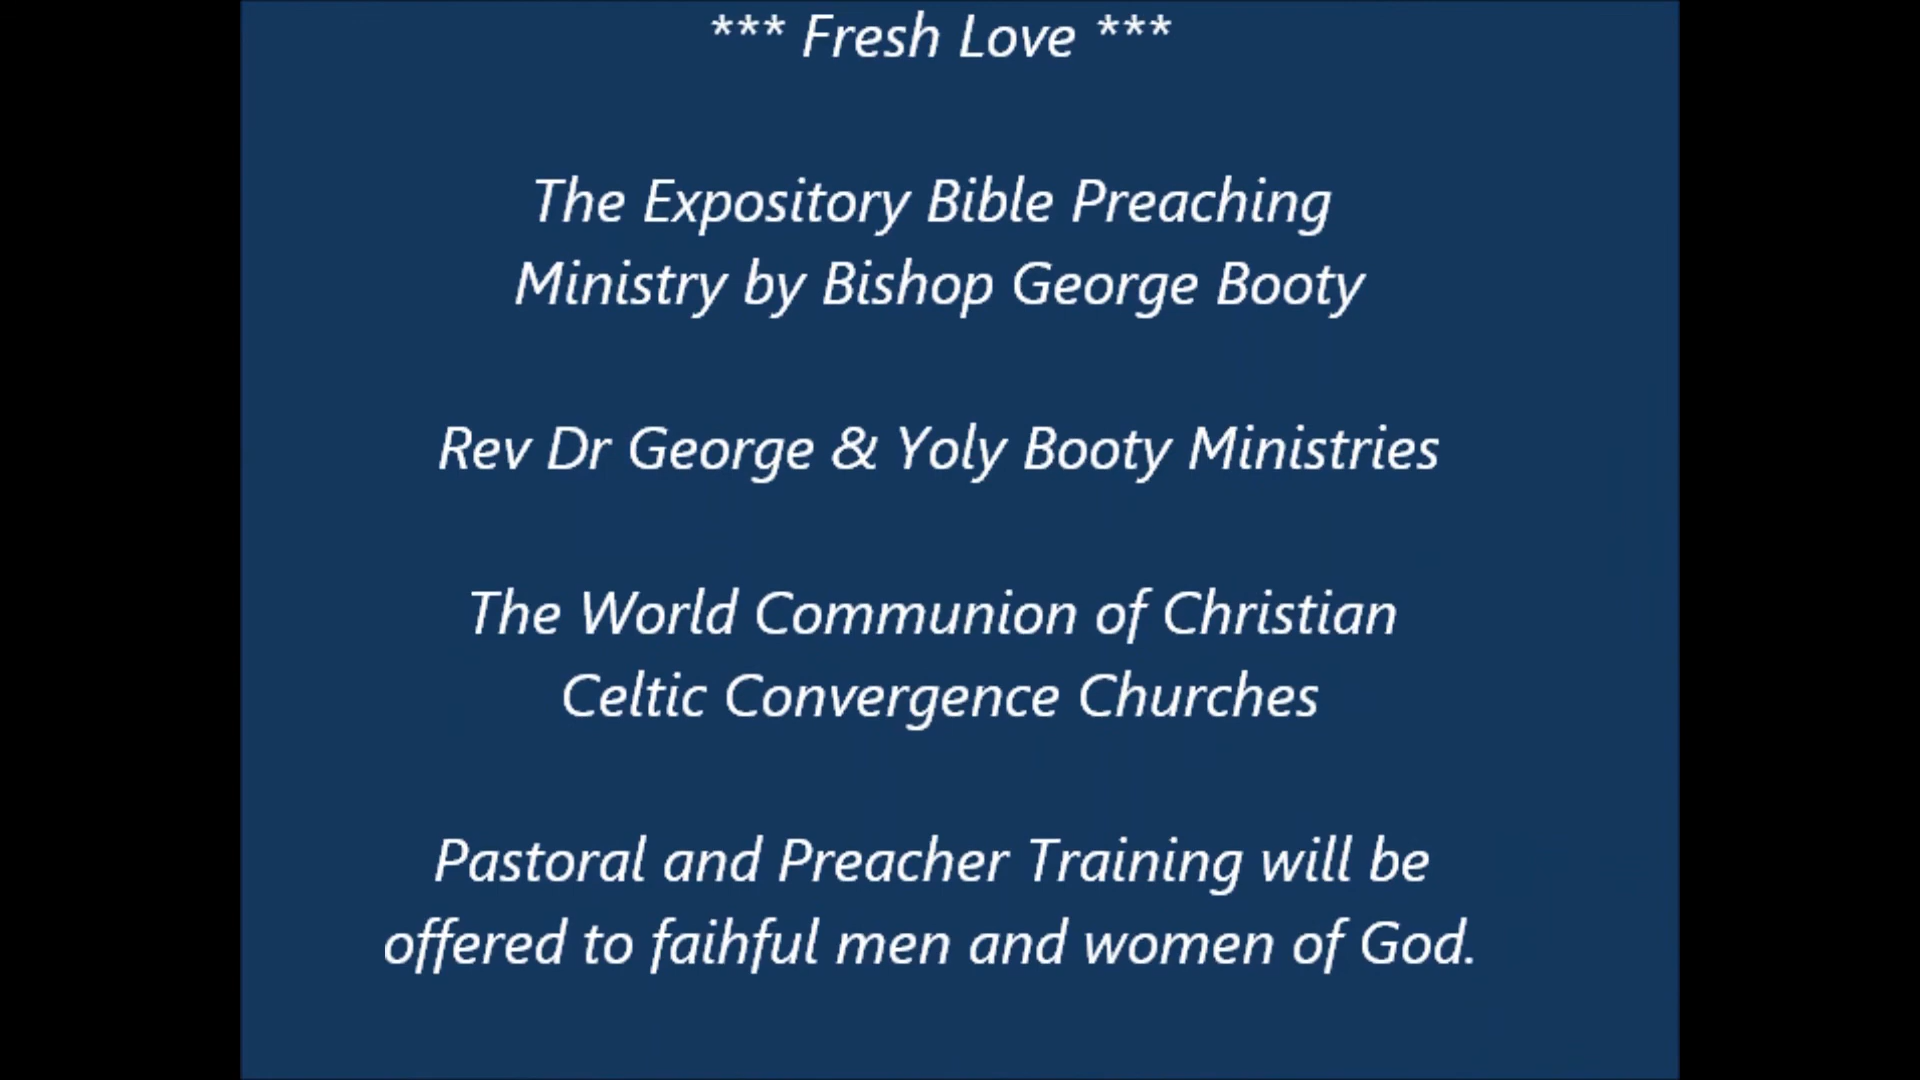 *** Fresh Love ***
The Expository Bible Preaching
Ministry by Bishop George Booty
Rev Dr George & Yoly Booty Ministries
The World Communion of Christian
Celtic Convergence Churches
Pastoral and Preacher Training will be
offered to faihful men and women of God.